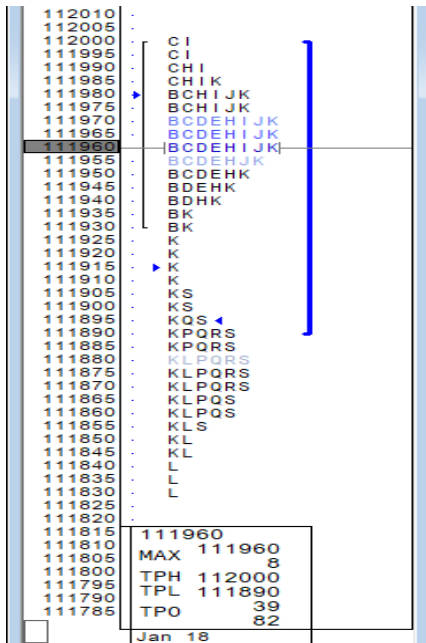 112010
112005
112000 C I
111995 C I
111990 C H I
111985 C H I K
111980 B C H I J K
111975 B C H I J K
111970 B C D E H I J K
111965 B C D E H I J K
111960 B C D E H I J K
111955 B C D E H J K
111950 B C D E H K
111945 B D E H K
111940 B D H K
111935 B K
111930 B K
111925 K
111920 K
111915 K
111910 K
111905 K S
111900 K S
111895 K Q S
111890 K P Q R S
111885 K P Q R S
111880 K L P Q R S
111875 K L P Q R S
111870 K L P Q R S
111865 K L P Q S
111860 K L P Q S
111855 K L S
111850 K L
111845 K L
111840 L
111835 L
111830 L
111825
111820
111815 111960
111810 MAX 111960
111805 8
111800 TPH 112000
111795 TPL 111890
111790 TPO 39
111785 82
Jan 18